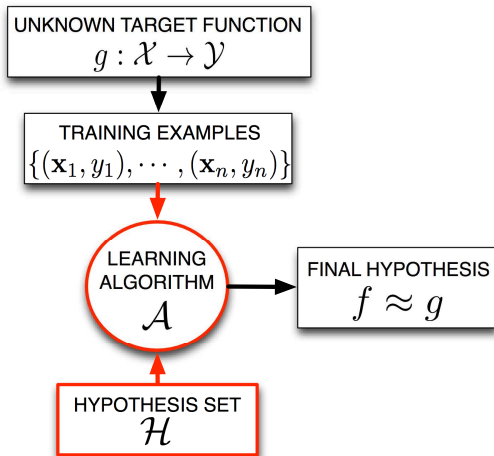 UNKNOWN TARGET FUNCTION
g : 𝒳 → 𝒴
TRAINING EXAMPLES
{(𝐱₁, y₁), ⋯ , (𝐱ₙ, yₙ)}
LEARNING
ALGORITHM
𝒜
FINAL HYPOTHESIS
f ≈ g
HYPOTHESIS SET
ℋ